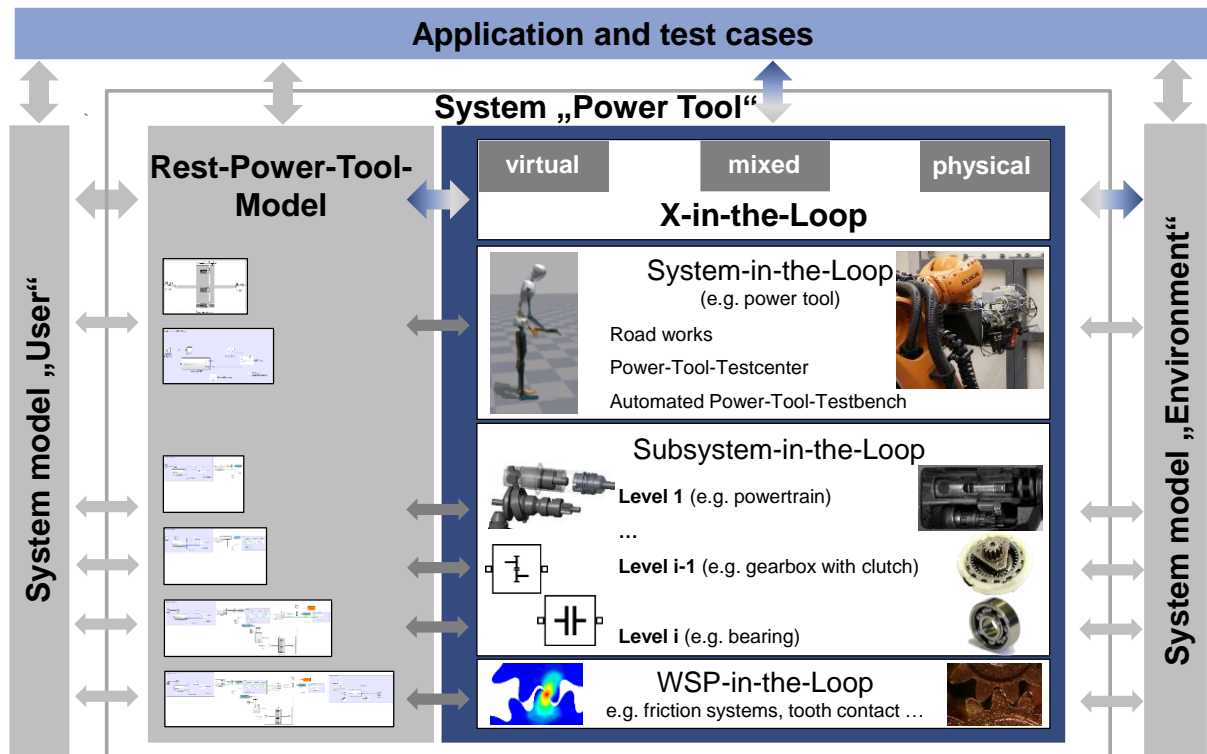 Application and test cases
System „Power Tool“
System model „User“
Rest-Power-Tool-
Model
virtual
mixed
physical
X-in-the-Loop
System-in-the-Loop
(e.g. power tool)
Road works
Power-Tool-Testcenter
Automated Power-Tool-Testbench
Subsystem-in-the-Loop
Level 1 (e.g. powertrain)
...
Level i-1 (e.g. gearbox with clutch)
Level i (e.g. bearing)
WSP-in-the-Loop
e.g. friction systems, tooth contact ...
System model „Environment“